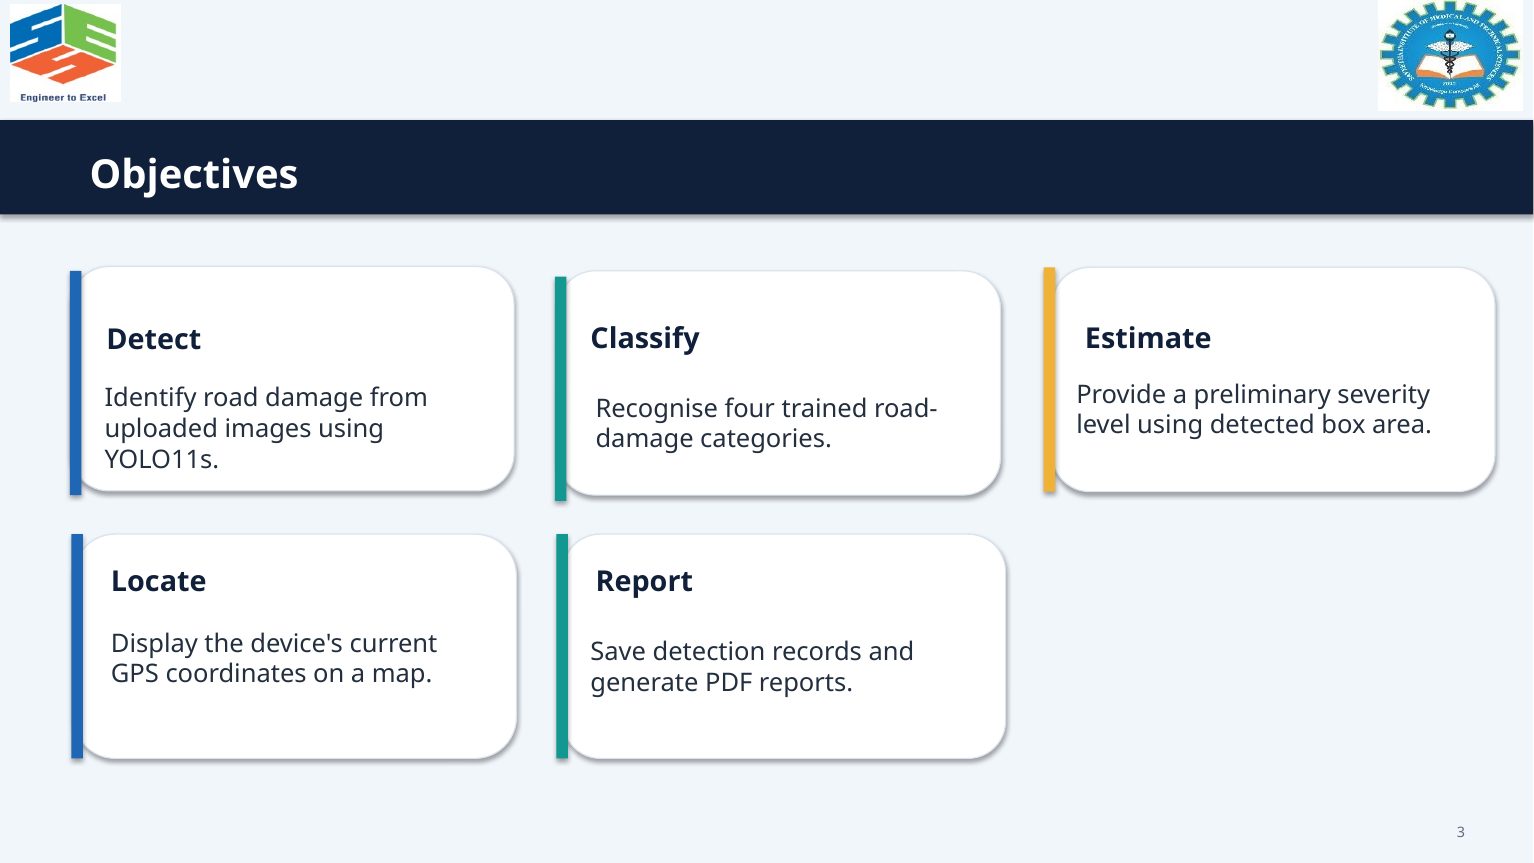 SSES
Engineer to Excel
Objectives
Detect
Identify road damage from
uploaded images using
YOLO11s.
Classify
Recognise four trained road-
damage categories.
Estimate
Provide a preliminary severity
level using detected box area.
Locate
Display the device's current
GPS coordinates on a map.
Report
Save detection records and
generate PDF reports.
3